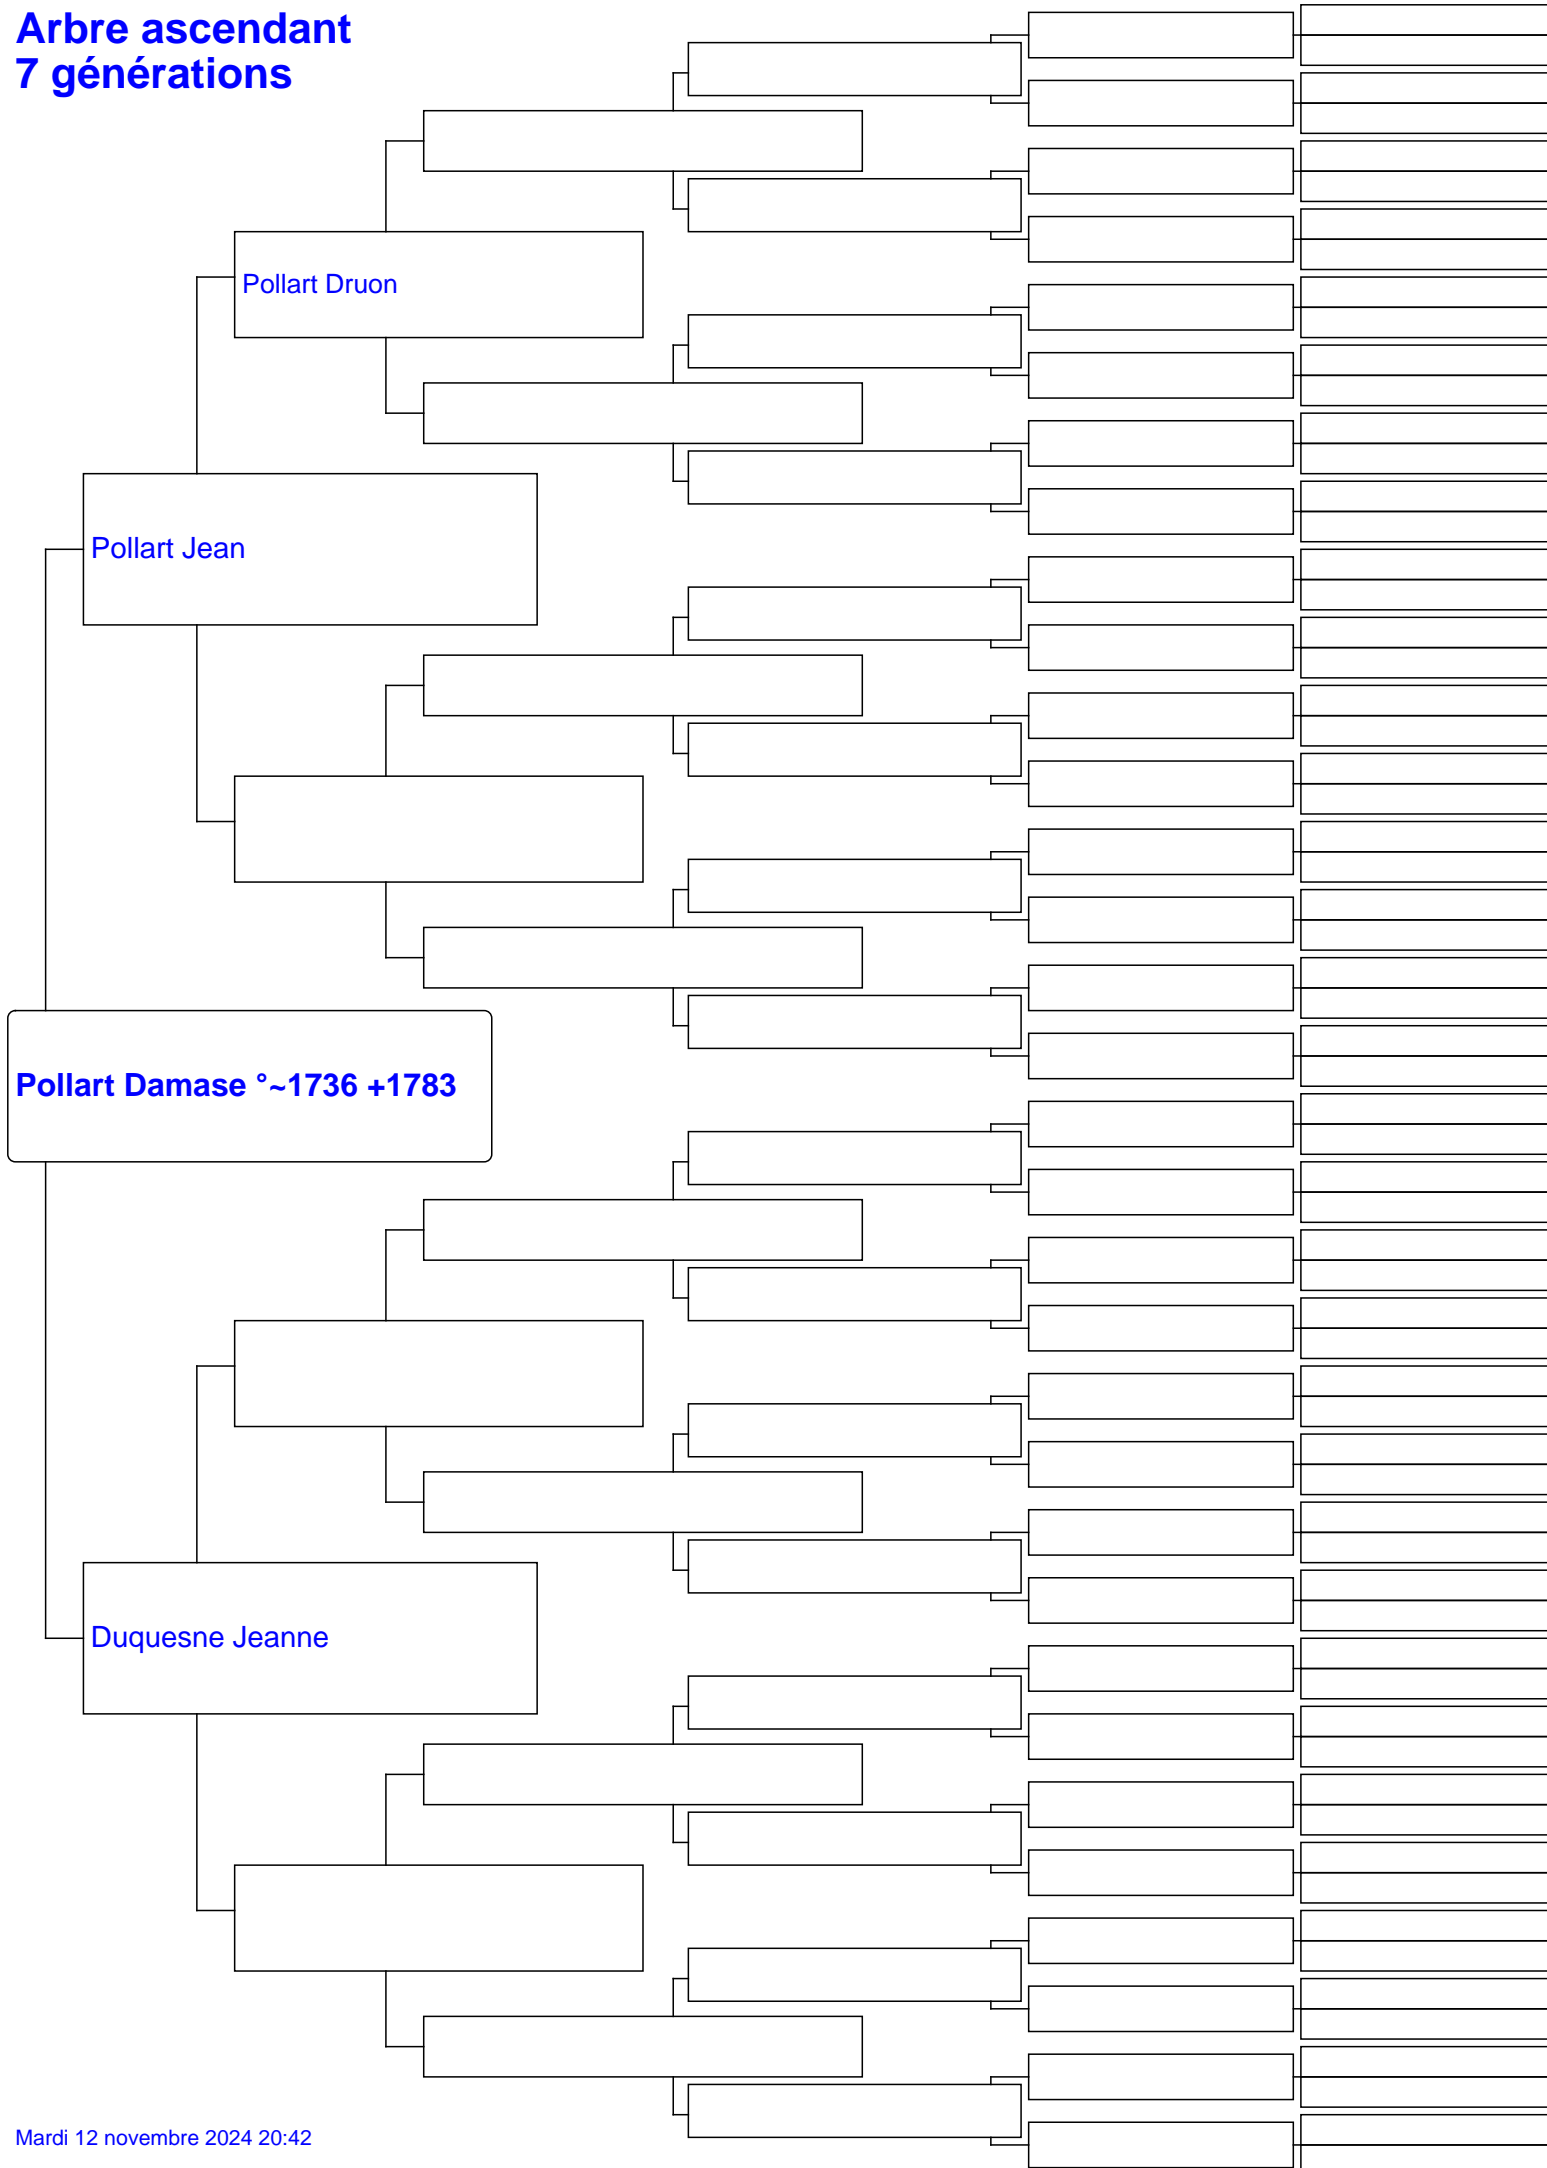 Arbre ascendant
7 générations
Pollart Druon
Pollart Jean
Pollart Damase °~1736 +1783
Duquesne Jeanne
Mardi 12 novembre 2024 20:42